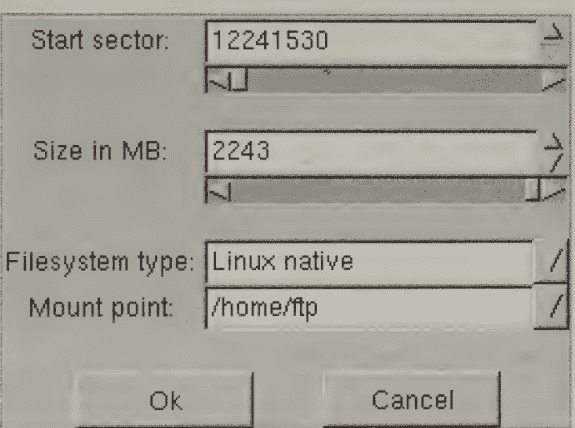 Start sector: 12241530
Size in MB: 2243
Filesystem type: Linux native
Mount point: /home/ftp
Ok Cancel